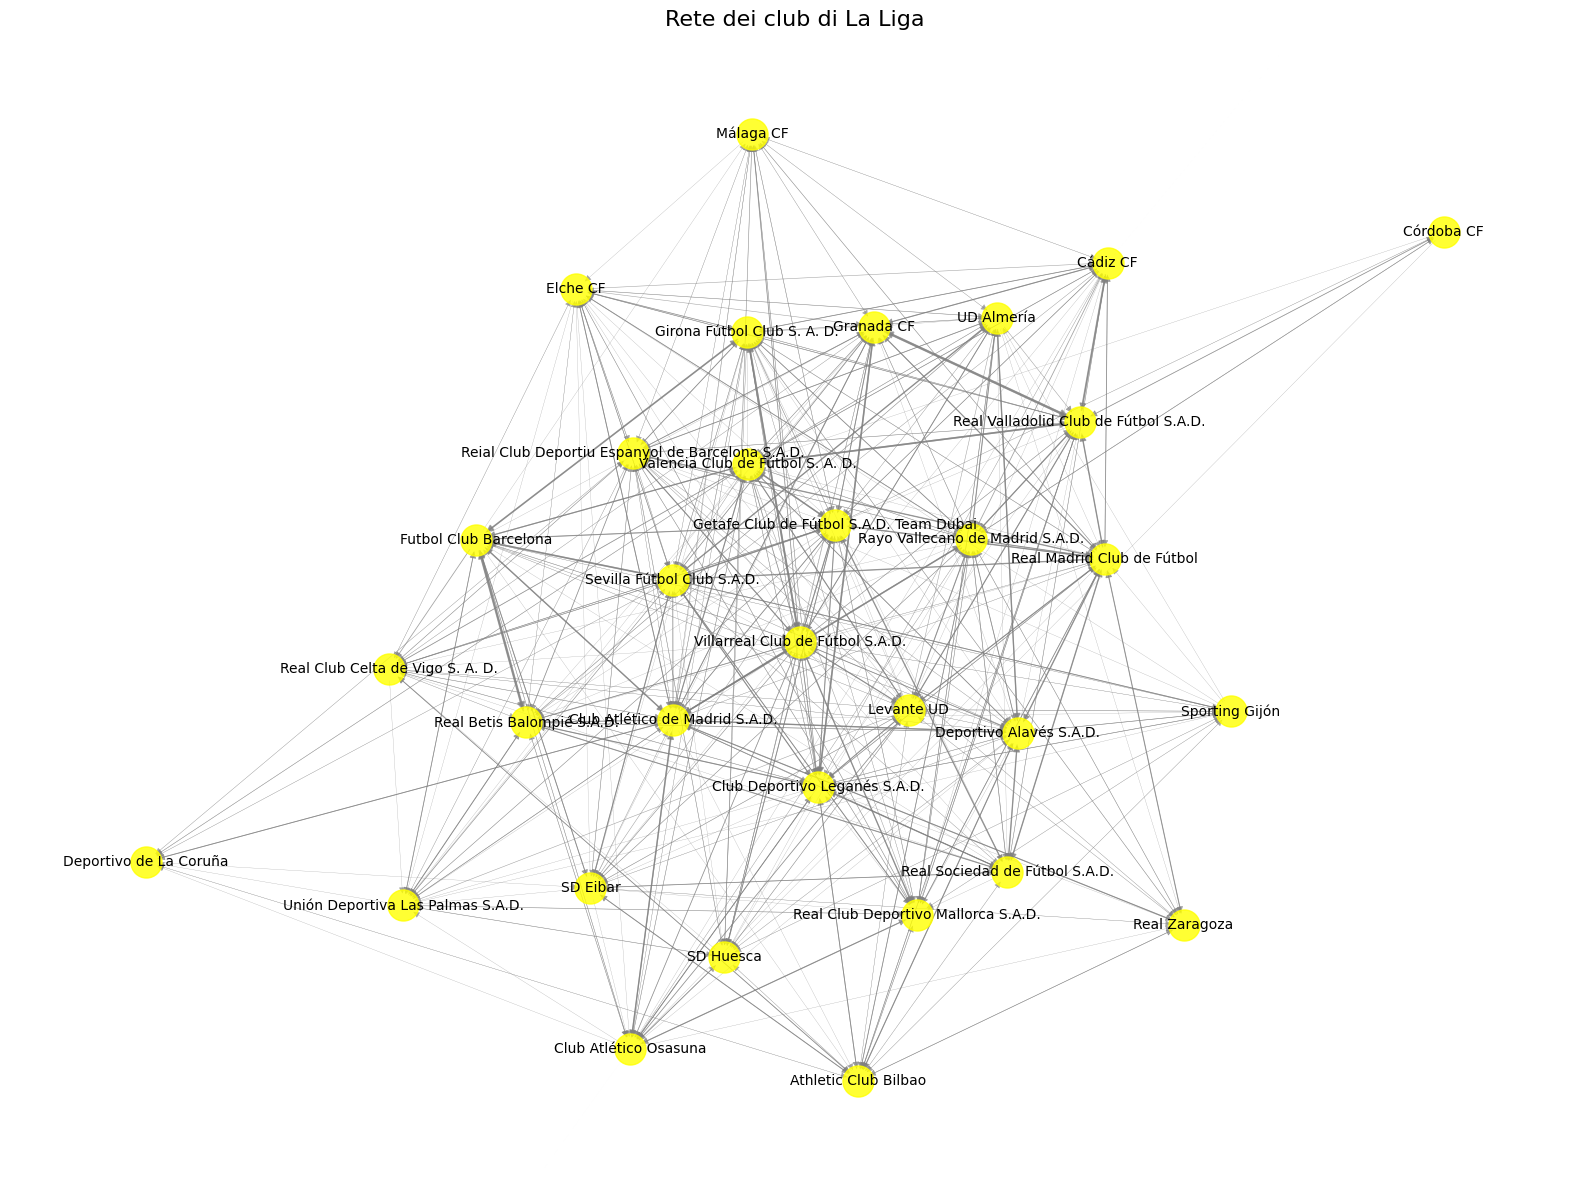 Rete dei club di La Liga
Málaga CF
Córdoba CF
Cádiz CF
Elche CF
UD Almería
Granada CF
Girona Fútbol Club S. A. D.
Real Valladolid Club de Fútbol S.A.D.
Reial Club Deportiu Espanyol de Barcelona S.A.D.
Valencia Club de Fútbol S. A. D.
Getafe Club de Fútbol S.A.D. Team Dubai
Futbol Club Barcelona
Rayo Vallecano de Madrid S.A.D.
Real Madrid Club de Fútbol
Sevilla Fútbol Club S.A.D.
Villarreal Club de Fútbol S.A.D.
Real Club Celta de Vigo S. A. D.
Levante UD
Sporting Gijón
Club Atlético de Madrid S.A.D.
Real Betis Balompié S.A.D.
Deportivo Alavés S.A.D.
Club Deportivo Leganés S.A.D.
Deportivo de La Coruña
Real Sociedad de Fútbol S.A.D.
SD Eibar
Unión Deportiva Las Palmas S.A.D.
Real Club Deportivo Mallorca S.A.D.
Real Zaragoza
SD Huesca
Club Atlético Osasuna
Athletic Club Bilbao